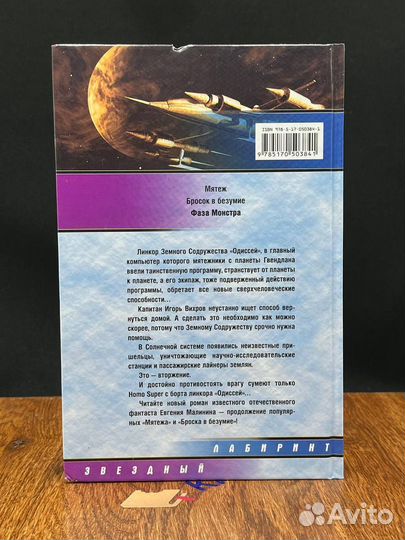 ISBN 978-5-17-050384-1
9 785170 503841
Мятеж
Бросок в безумие
Фаза Монстра
Линкор Земного Содружества «Одиссей», в главный
компьютер которого мятежники с планеты Гвендлана
ввели таинственную программу, странствует от планеты
к планете, а его экипаж, тоже подверженный действию
программы, обретает все новые сверхчеловеческие
способности...
Капитан Игорь Вихров неустанно ищет способ вер-
нуться домой. А сделать это необходимо как можно
скорее, потому что Земному Содружеству срочно нужна
помощь.
В Солнечной системе появились неизвестные при-
шельцы, уничтожающие научно-исследовательские
станции и пассажирские лайнеры землян.
Это — вторжение.
И достойно противостоять врагу сумеют только
Homo Super с борта линкора «Одиссей»...
Читайте новый роман известного отечественного
фантаста Евгения Малинина — продолжение популяр-
ных «Мятежа» и «Броска в безумие»!
ЛАБИРИНТ
ЗВЕЗДНЫЙ
Avito